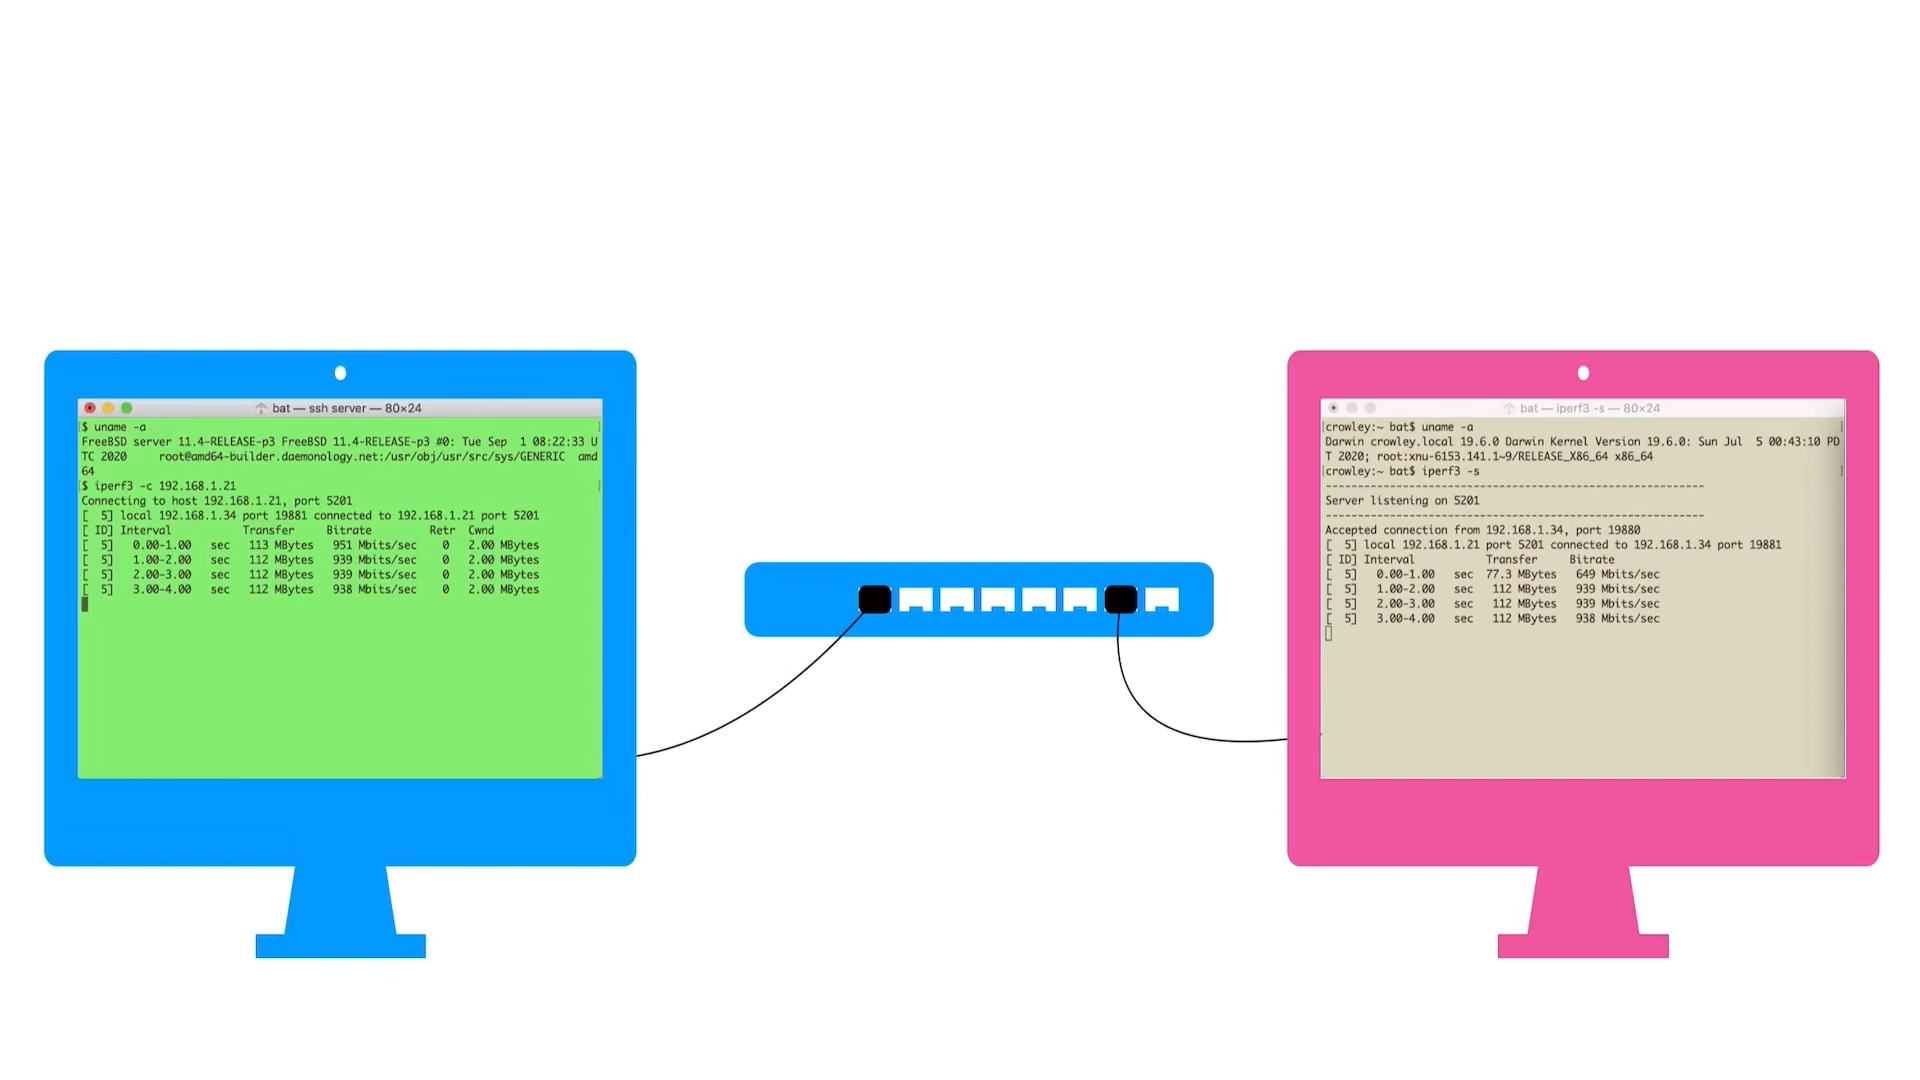 bat — ssh server — 80×24
[$ uname -a ]
FreeBSD server 11.4-RELEASE-p3 FreeBSD 11.4-RELEASE-p3 #0: Tue Sep  1 08:22:33 U
TC 2020     root@amd64-builder.daemonology.net:/usr/obj/usr/src/sys/GENERIC  amd
64
[$ iperf3 -c 192.168.1.21 ]
Connecting to host 192.168.1.21, port 5201
[  5] local 192.168.1.34 port 19881 connected to 192.168.1.21 port 5201
[ ID] Interval           Transfer     Bitrate         Retr  Cwnd
[  5]   0.00-1.00   sec   113 MBytes   951 Mbits/sec    0   2.00 MBytes
[  5]   1.00-2.00   sec   112 MBytes   939 Mbits/sec    0   2.00 MBytes
[  5]   2.00-3.00   sec   112 MBytes   939 Mbits/sec    0   2.00 MBytes
[  5]   3.00-4.00   sec   112 MBytes   938 Mbits/sec    0   2.00 MBytes
bat — iperf3 -s — 80×24
[crowley:~ bat$ uname -a ]
Darwin crowley.local 19.6.0 Darwin Kernel Version 19.6.0: Sun Jul  5 00:43:10 PD
T 2020; root:xnu-6153.141.1~9/RELEASE_X86_64 x86_64
[crowley:~ bat$ iperf3 -s ]
-----------------------------------------------------------
Server listening on 5201
-----------------------------------------------------------
Accepted connection from 192.168.1.34, port 19880
[  5] local 192.168.1.21 port 5201 connected to 192.168.1.34 port 19881
[ ID] Interval           Transfer     Bitrate
[  5]   0.00-1.00   sec  77.3 MBytes   649 Mbits/sec
[  5]   1.00-2.00   sec   112 MBytes   939 Mbits/sec
[  5]   2.00-3.00   sec   112 MBytes   939 Mbits/sec
[  5]   3.00-4.00   sec   112 MBytes   938 Mbits/sec